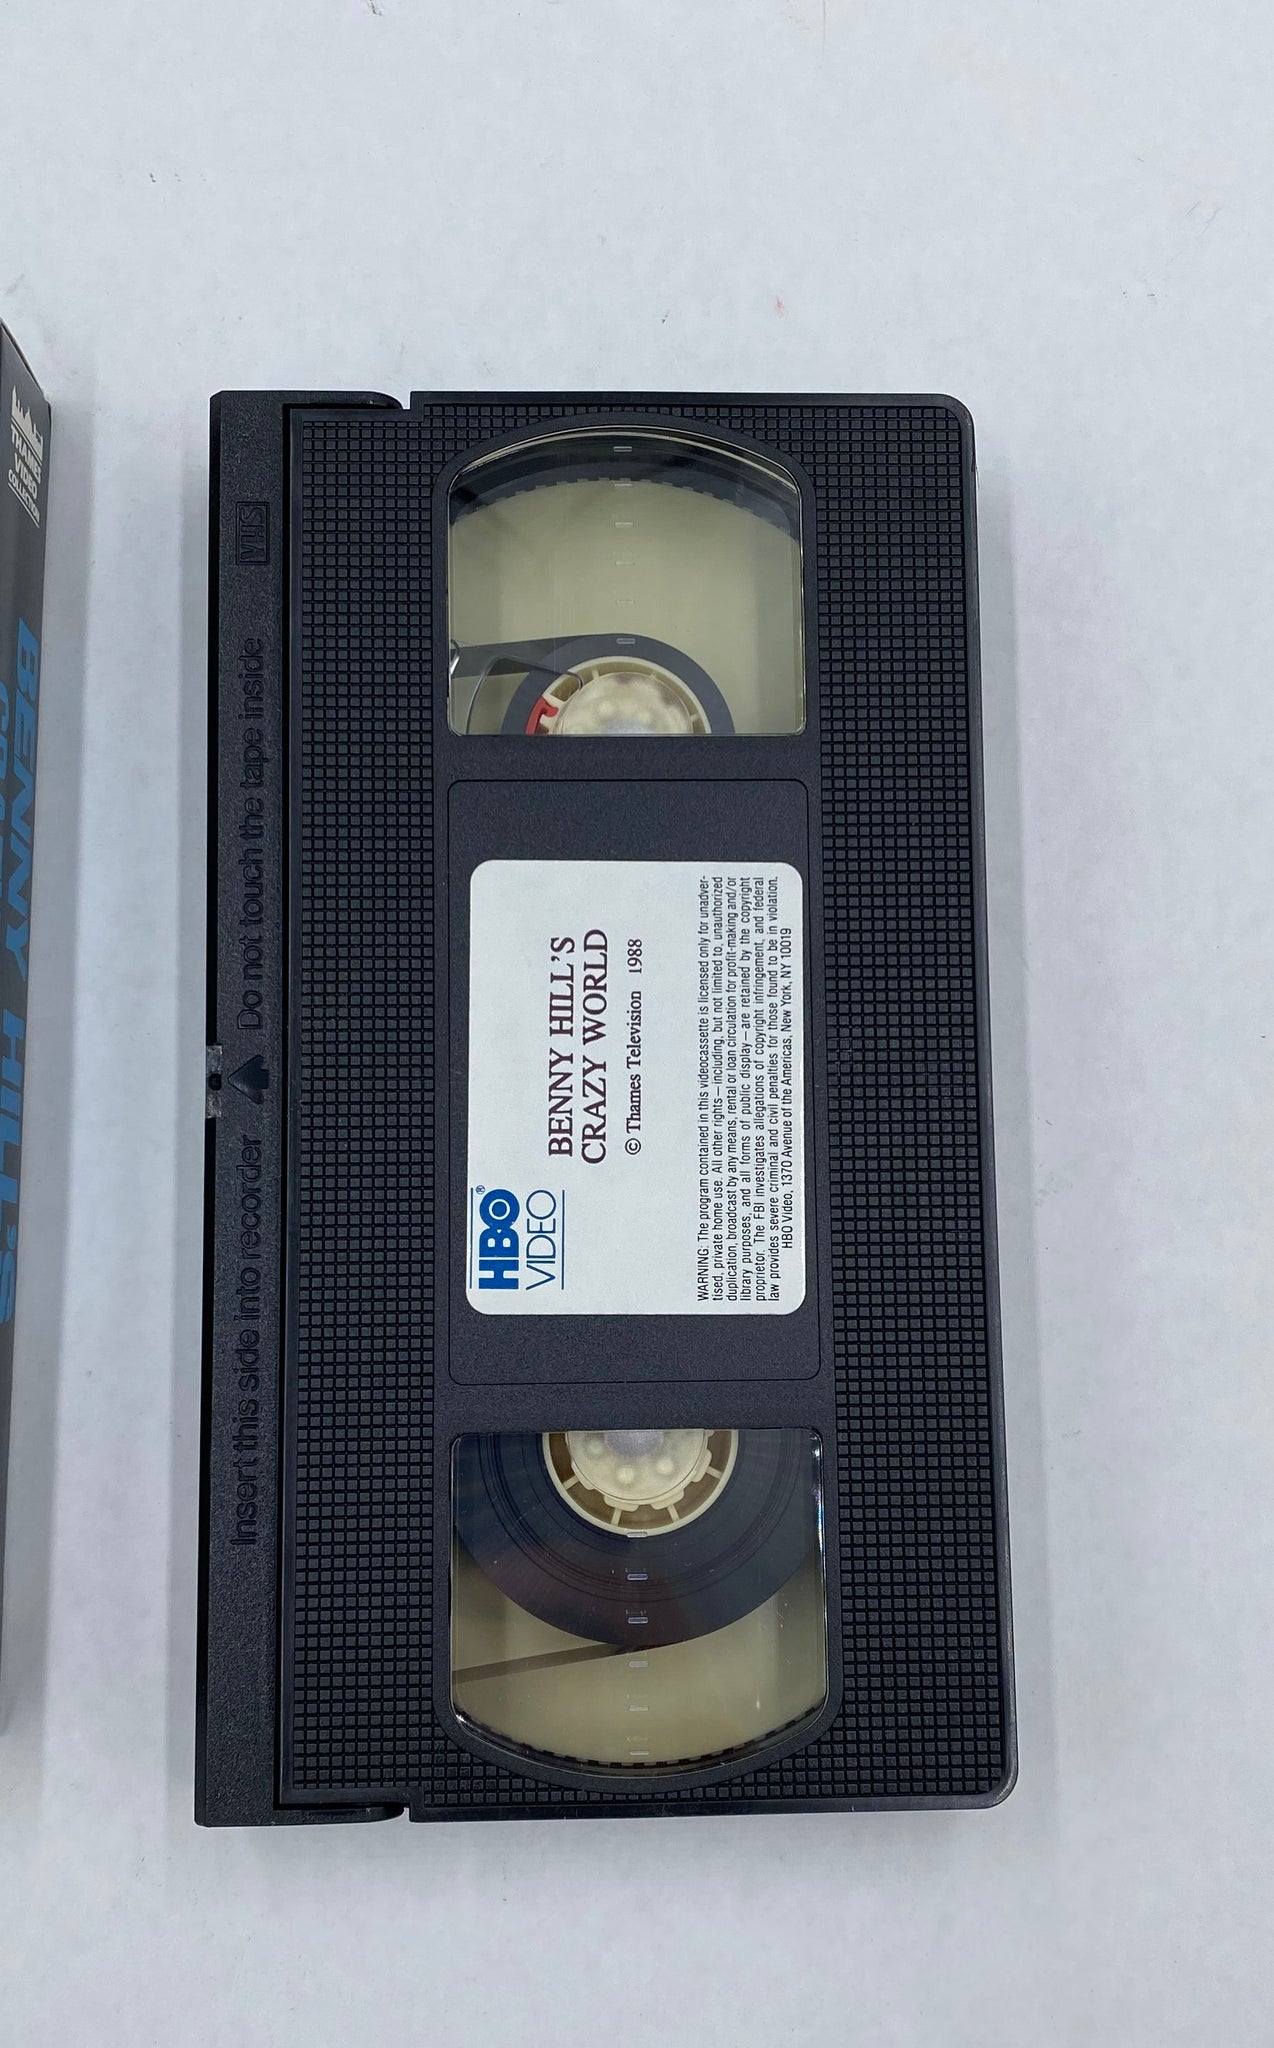 THAMES
VIDEO
COLLECTION
BENNY HILL'S
Insert this side into recorder
Do not touch the tape inside
VHS
HBO®
VIDEO
BENNY HILL'S
CRAZY WORLD
© Thames Television 1988
WARNING: The program contained in this videocassette is licensed only for unadver-
tised, private home use. All other rights—including, but not limited to, unauthorized
duplication, broadcast by any means, rental or loan circulation for profit-making and/or
library purposes, and all forms of public display—are retained by the copyright
proprietor. The FBI investigates allegations of copyright infringement, and federal
law provides severe criminal and civil penalties for those found to be in violation.
HBO Video, 1370 Avenue of the Americas, New York, NY 10019